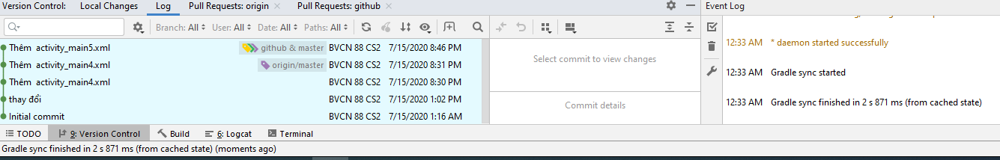 Version Control: Local Changes Log Pull Requests: origin Pull Requests: github
Event Log
Branch: All User: All Date: All Paths: All
Thêm activity_main5.xml github & master BVCN 88 CS2 7/15/2020 8:46 PM
Thêm activity_main4.xml origin/master BVCN 88 CS2 7/15/2020 8:31 PM
Thêm activity_main4.xml BVCN 88 CS2 7/15/2020 8:30 PM
thay đổi BVCN 88 CS2 7/15/2020 1:02 PM
Initial commit BVCN 88 CS2 7/15/2020 1:16 AM
Select commit to view changes
Commit details
12:33 AM * daemon started successfully
12:33 AM Gradle sync started
12:33 AM Gradle sync finished in 2 s 871 ms (from cached state)
TODO 9: Version Control Build 6: Logcat Terminal
Gradle sync finished in 2 s 871 ms (from cached state) (moments ago)